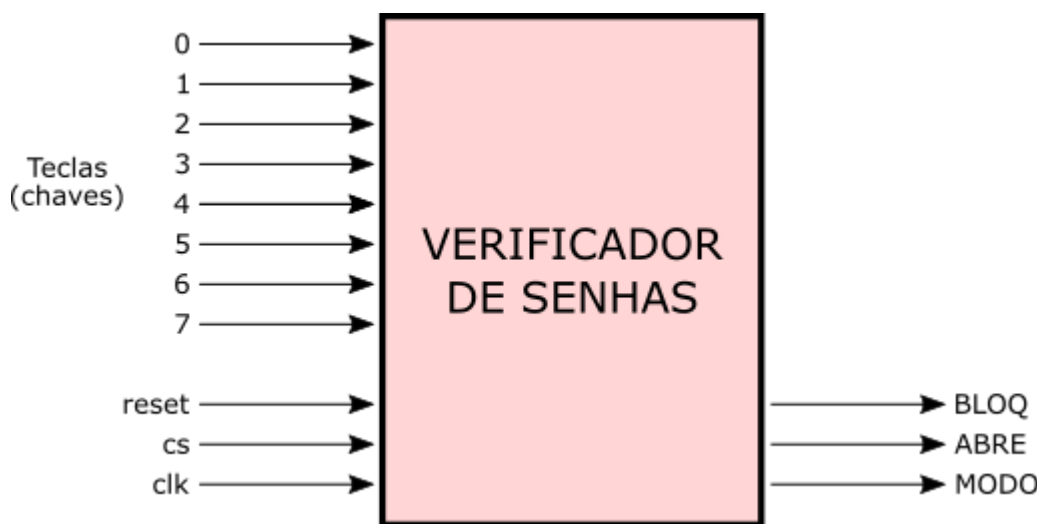 0
1
2
3
Teclas
(chaves)
4
5
6
7
VERIFICADOR
DE SENHAS
reset
cs
clk
BLOQ
ABRE
MODO